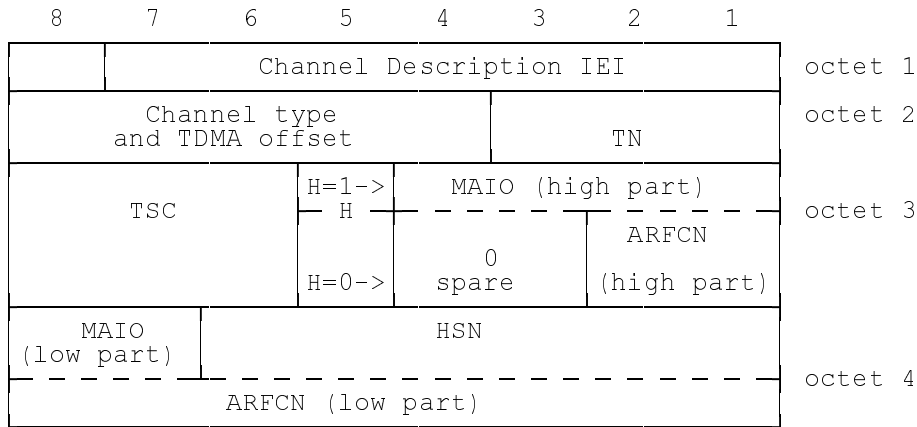 8 7 6 5 4 3 2 1
Channel Description IEI octet 1
Channel type octet 2
and TDMA offset TN
H=1-> MAIO (high part)
TSC H octet 3
ARFCN
0
H=0-> spare (high part)
MAIO HSN
(low part)
octet 4
ARFCN (low part)